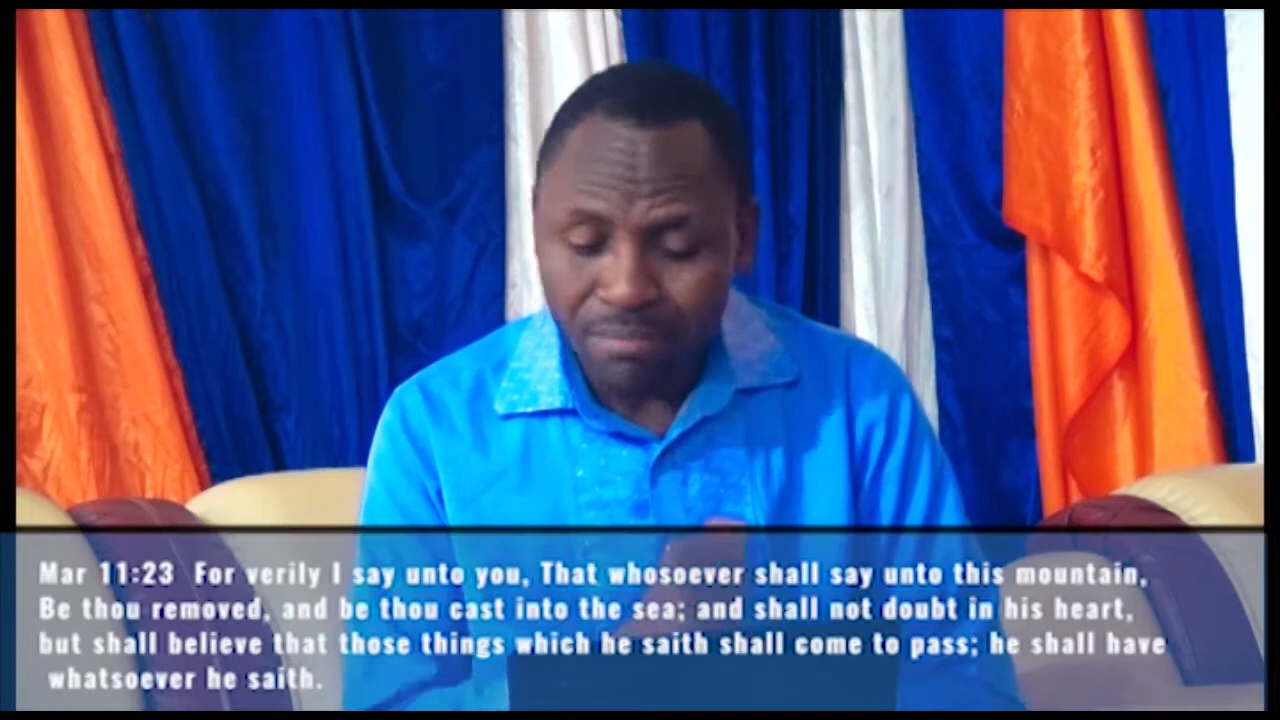 Mar 11:23 For verily I say unto you, That whosoever shall say unto this mountain,
Be thou removed, and be thou cast into the sea; and shall not doubt in his heart,
but shall believe that those things which he saith shall come to pass; he shall have
whatsoever he saith.